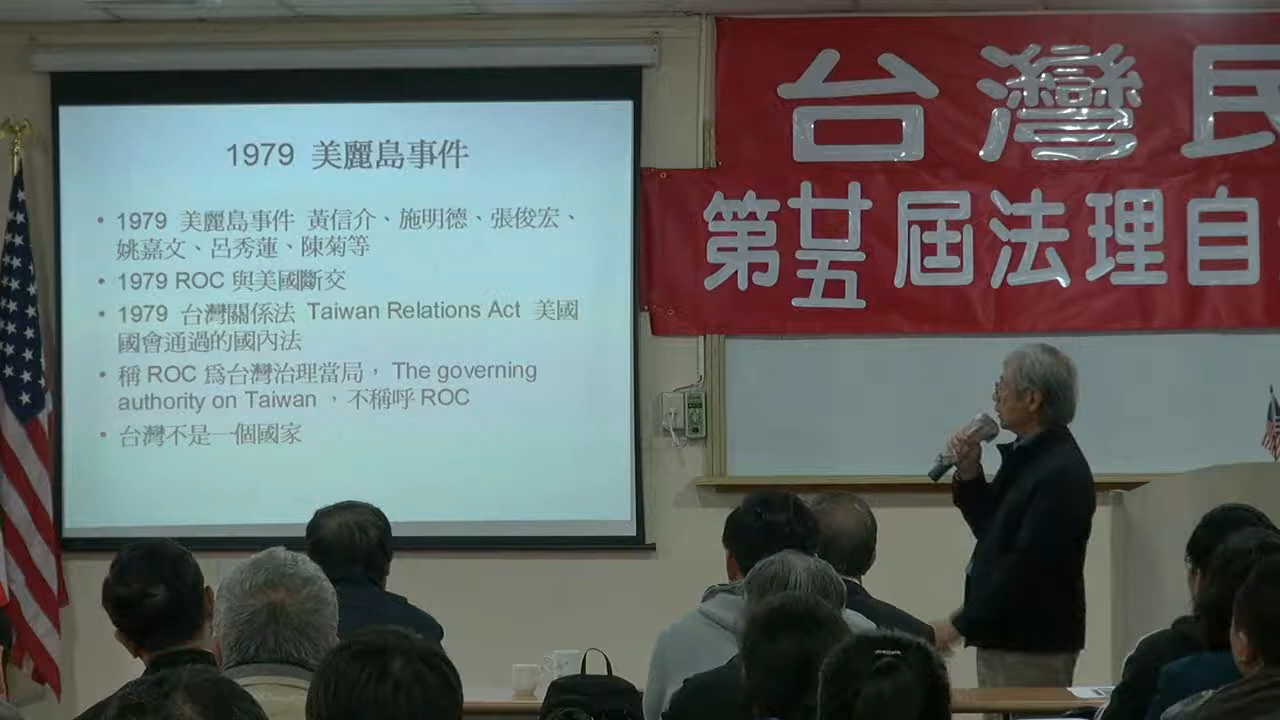 1979 美麗島事件
• 1979 美麗島事件 黃信介、施明德、張俊宏、
姚嘉文、呂秀蓮、陳菊等
• 1979 ROC 與美國斷交
• 1979 台灣關係法 Taiwan Relations Act 美國
國會通過的國內法
• 稱 ROC 為台灣治理當局， The governing
authority on Taiwan ，不稱呼 ROC
• 台灣不是一個國家
台灣民
第廿五屆法理自